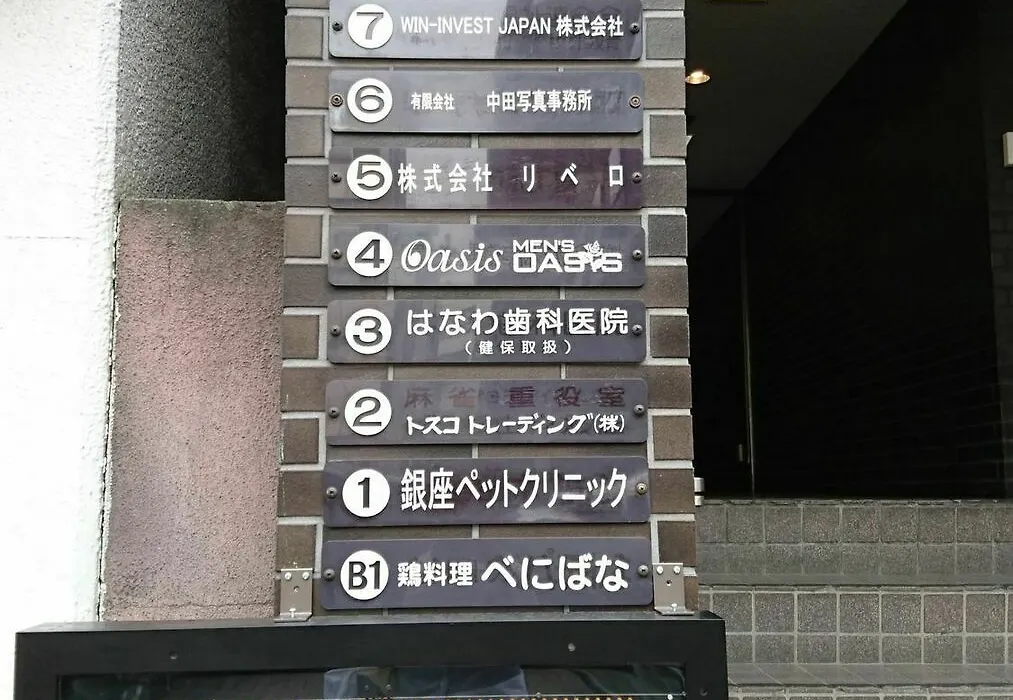 7 WIN-INVEST JAPAN 株式会社
6 有限会社 中田写真事務所
5 株式会社 リベロ
4 Oasis MEN'S OASIS
3 はなわ歯科医院
(健保取扱)
麻雀 重役室
2 トスコトレーディング(株)
1 銀座ペットクリニック
B1 鶏料理 べにばな